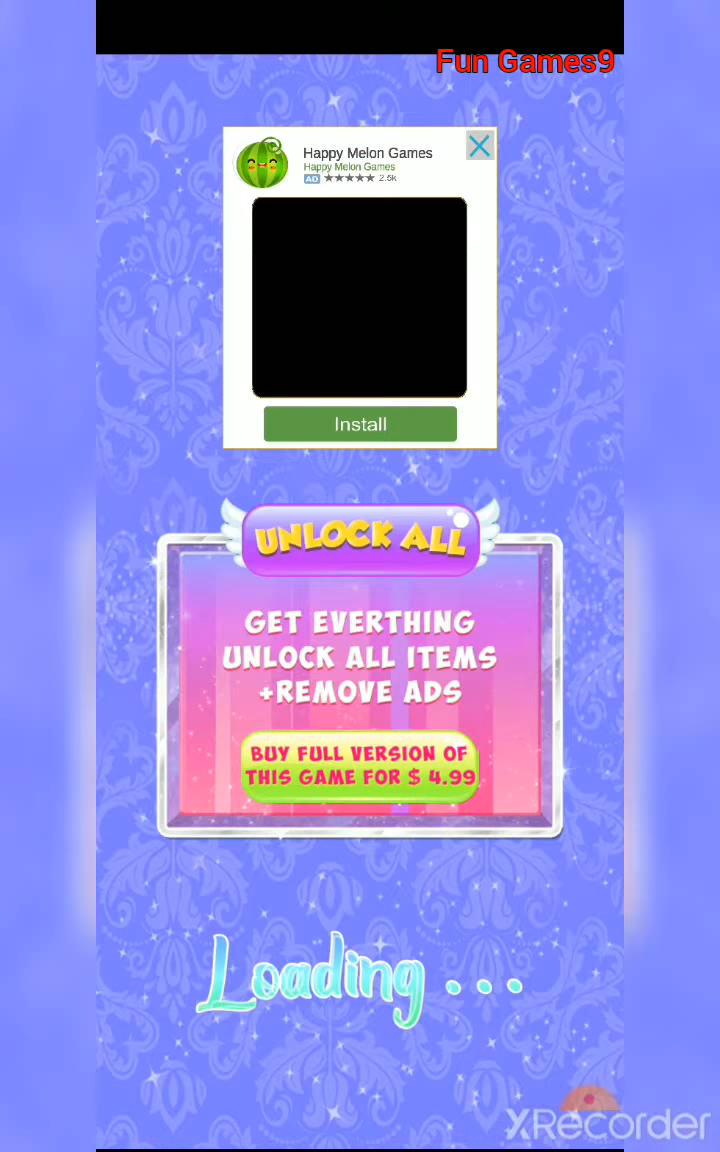 Fun Games9
Happy Melon Games
Happy Melon Games
AD ★★★★★ 2.5k
Install
UNLOCK ALL
GET EVERTHING
UNLOCK ALL ITEMS
+REMOVE ADS
BUY FULL VERSION OF
THIS GAME FOR $ 4.99
Loading ...
XRecorder